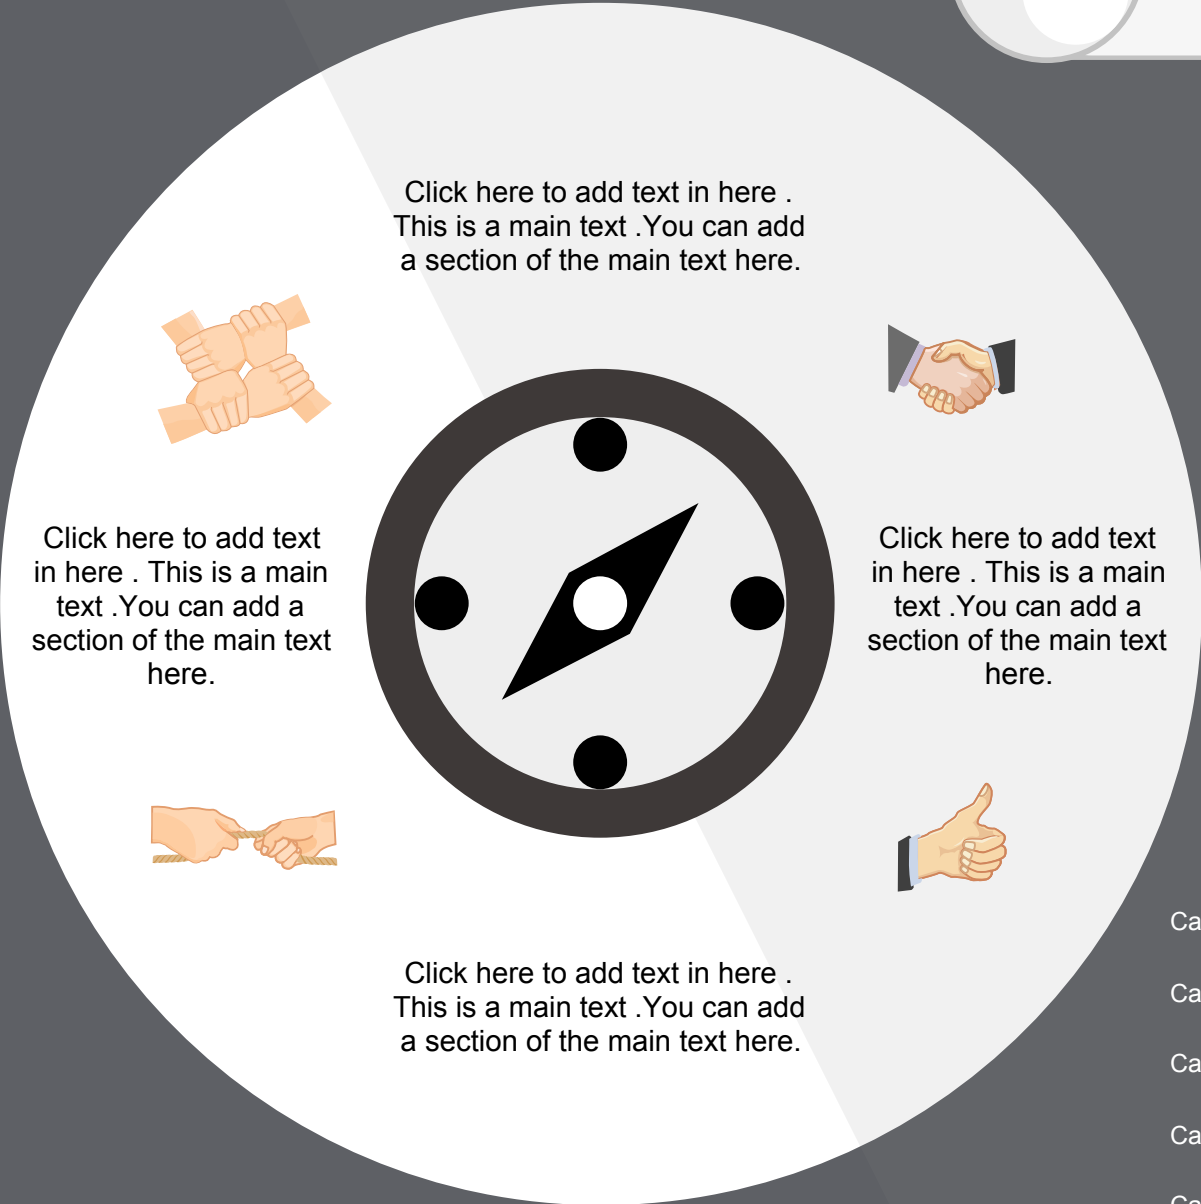 Click here to add text in here .
This is a main text .You can add
a section of the main text here.
Click here to add text
in here . This is a main
text .You can add a
section of the main text
here.
Click here to add text
in here . This is a main
text .You can add a
section of the main text
here.
Click here to add text in here .
This is a main text .You can add
a section of the main text here.
Ca
Ca
Ca
Ca